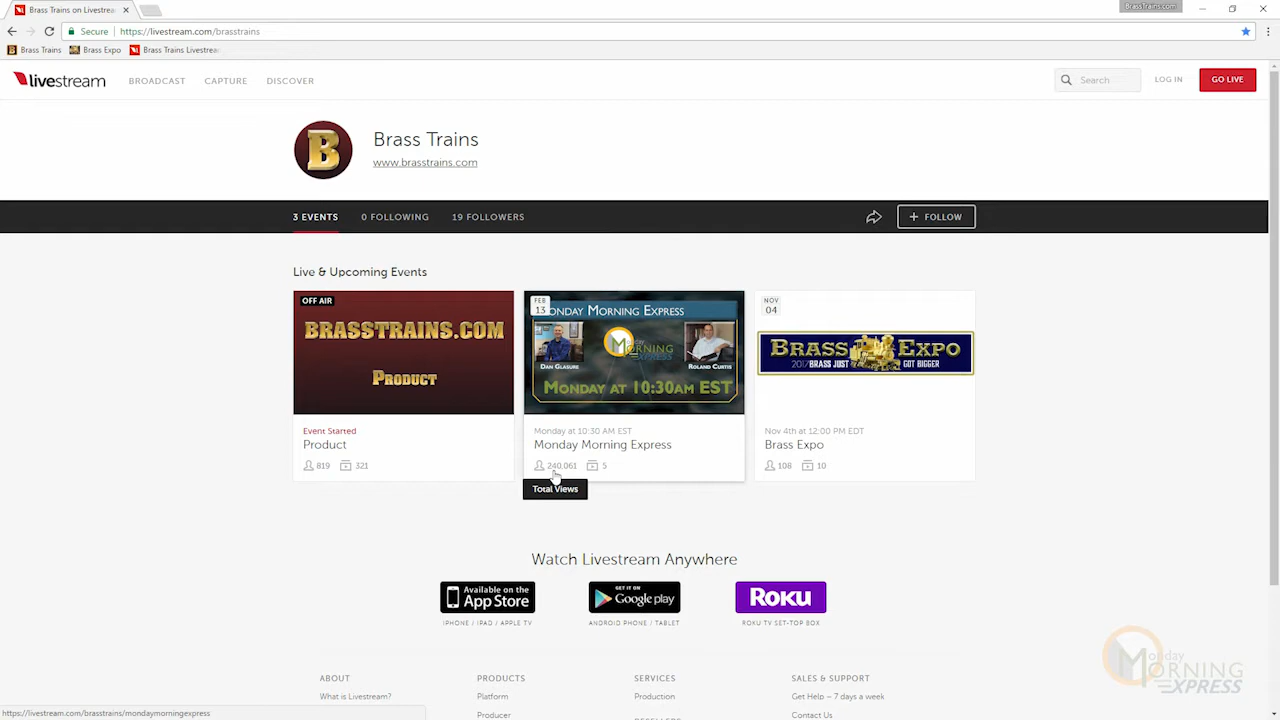 Brass Trains on Livestrea
BrassTrains.com
Secure
https://livestream.com/brasstrains
Brass Trains
Brass Expo
Brass Trains Livestrea
livestream
BROADCAST
CAPTURE
DISCOVER
Search
LOG IN
GO LIVE
B
Brass Trains
www.brasstrains.com
3 EVENTS
0 FOLLOWING
19 FOLLOWERS
+ FOLLOW
Live & Upcoming Events
OFF AIR
BRASSTRAINS.COM
PRODUCT
Event Started
Product
819
321
FEB
13
ONDAY MORNING EXPRESS
Monday
MORNING
EXPRESS
DAN GLASURE
ROLAND CURTIS
MONDAY AT 10:30AM EST
Monday at 10:30 AM EST
Monday Morning Express
240,061
5
Total Views
NOV
04
BRASS EXPO
2017 BRASS JUST GOT BIGGER
Nov 4th at 12:00 PM EDT
Brass Expo
108
10
Watch Livestream Anywhere
Available on the
App Store
IPHONE / IPAD / APPLE TV
GET IT ON
Google play
ANDROID PHONE / TABLET
ROKU
ROKU TV SET-TOP BOX
ABOUT
PRODUCTS
SERVICES
SALES & SUPPORT
What is Livestream?
Platform
Production
Get Help – 7 days a week
Producer
Contact Us
https://livestream.com/brasstrains/mondaymorningexpress
Monday
MORNING
EXPRESS